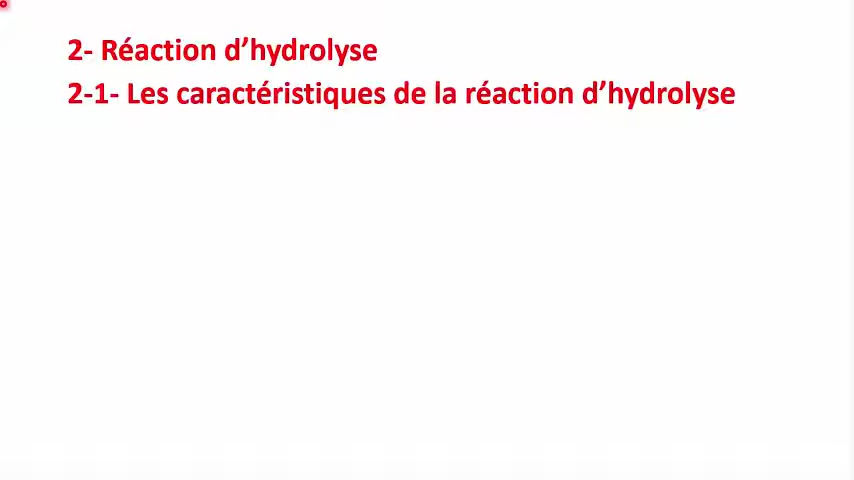 2- Réaction d’hydrolyse
2-1- Les caractéristiques de la réaction d’hydrolyse